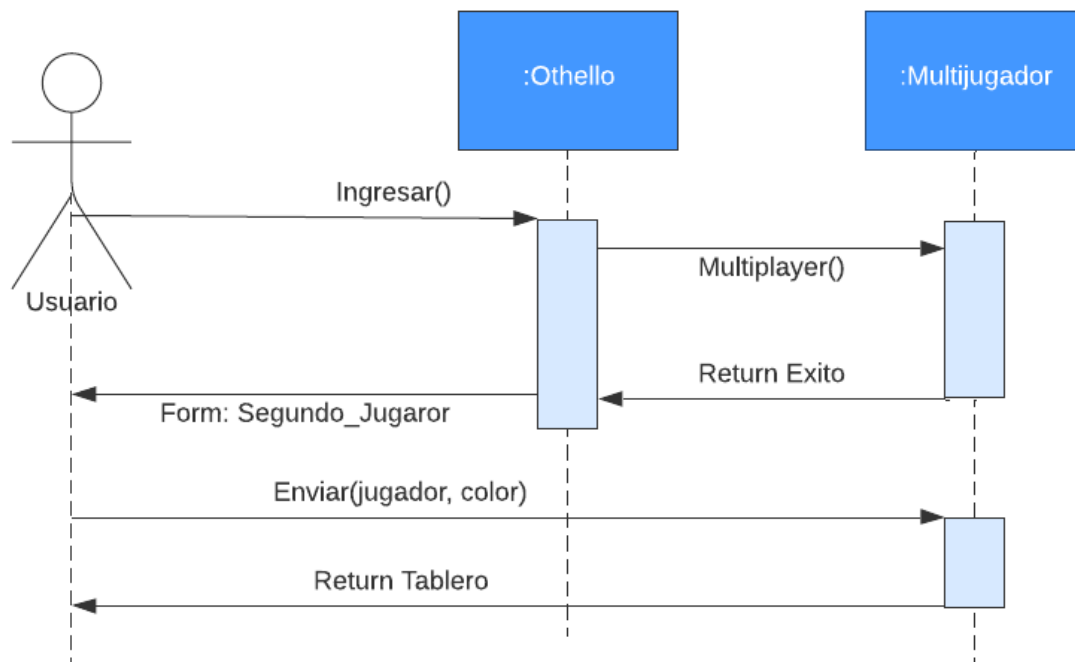 :Othello
:Multijugador
Ingresar()
Multiplayer()
Usuario
Return Exito
Form: Segundo_Jugaror
Enviar(jugador, color)
Return Tablero